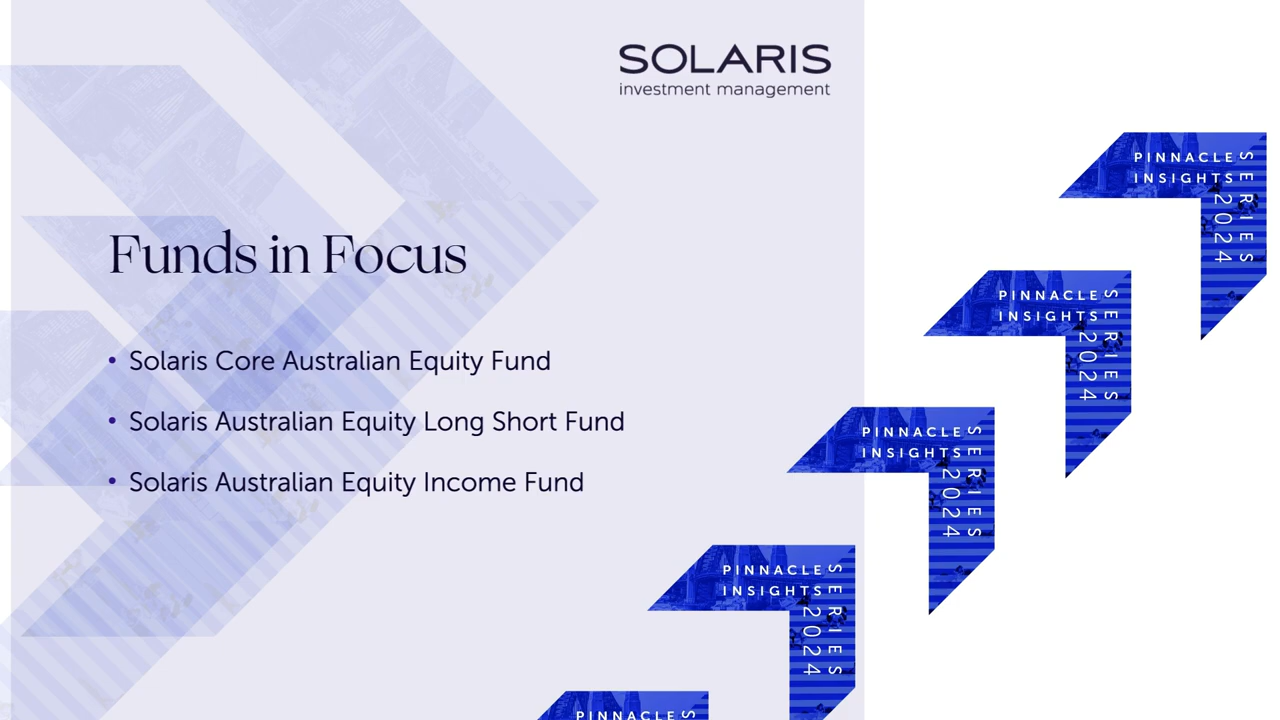 SOLARIS
investment management
Funds in Focus
• Solaris Core Australian Equity Fund
• Solaris Australian Equity Long Short Fund
• Solaris Australian Equity Income Fund
PINNACLE
INSIGHTS
SERIES
2024
PINNACLE
INSIGHTS
SERIES
2024
PINNACLE
INSIGHTS
SERIES
2024
PINNACLE
INSIGHTS
SERIES
2024
PINNACLE